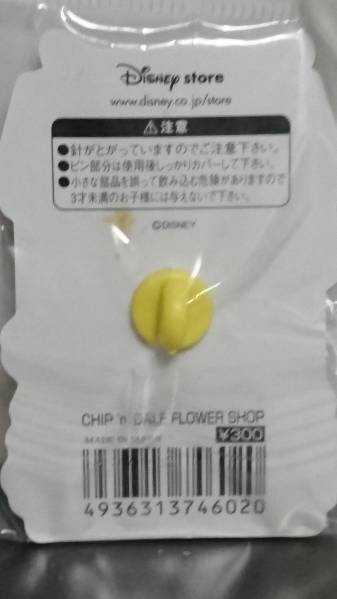 Disney store
www.disney.co.jp/store
⚠注意
●針がとがっていますのでご注意下さい。
●ピン部分は使用後しっかりカバーして下さい。
●小さな部品を誤って飲み込む危険がありますので
3才未満のお子様には与えないで下さい。
©DISNEY
CHIP 'n' DALE FLOWER SHOP
MADE IN
¥300
4936313746020